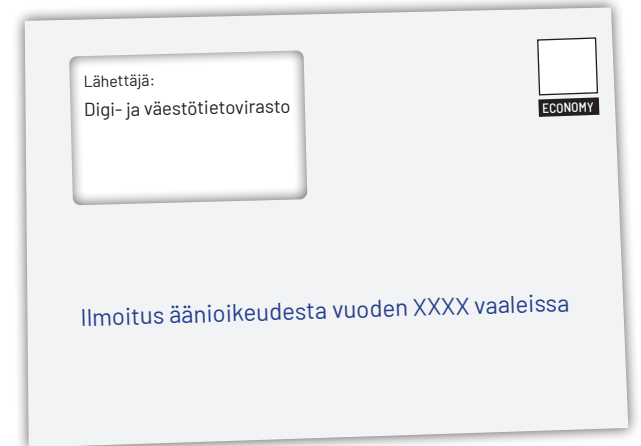 Lähettäjä:
Digi- ja väestötietovirasto
ECONOMY
Ilmoitus äänioikeudesta vuoden XXXX vaaleissa